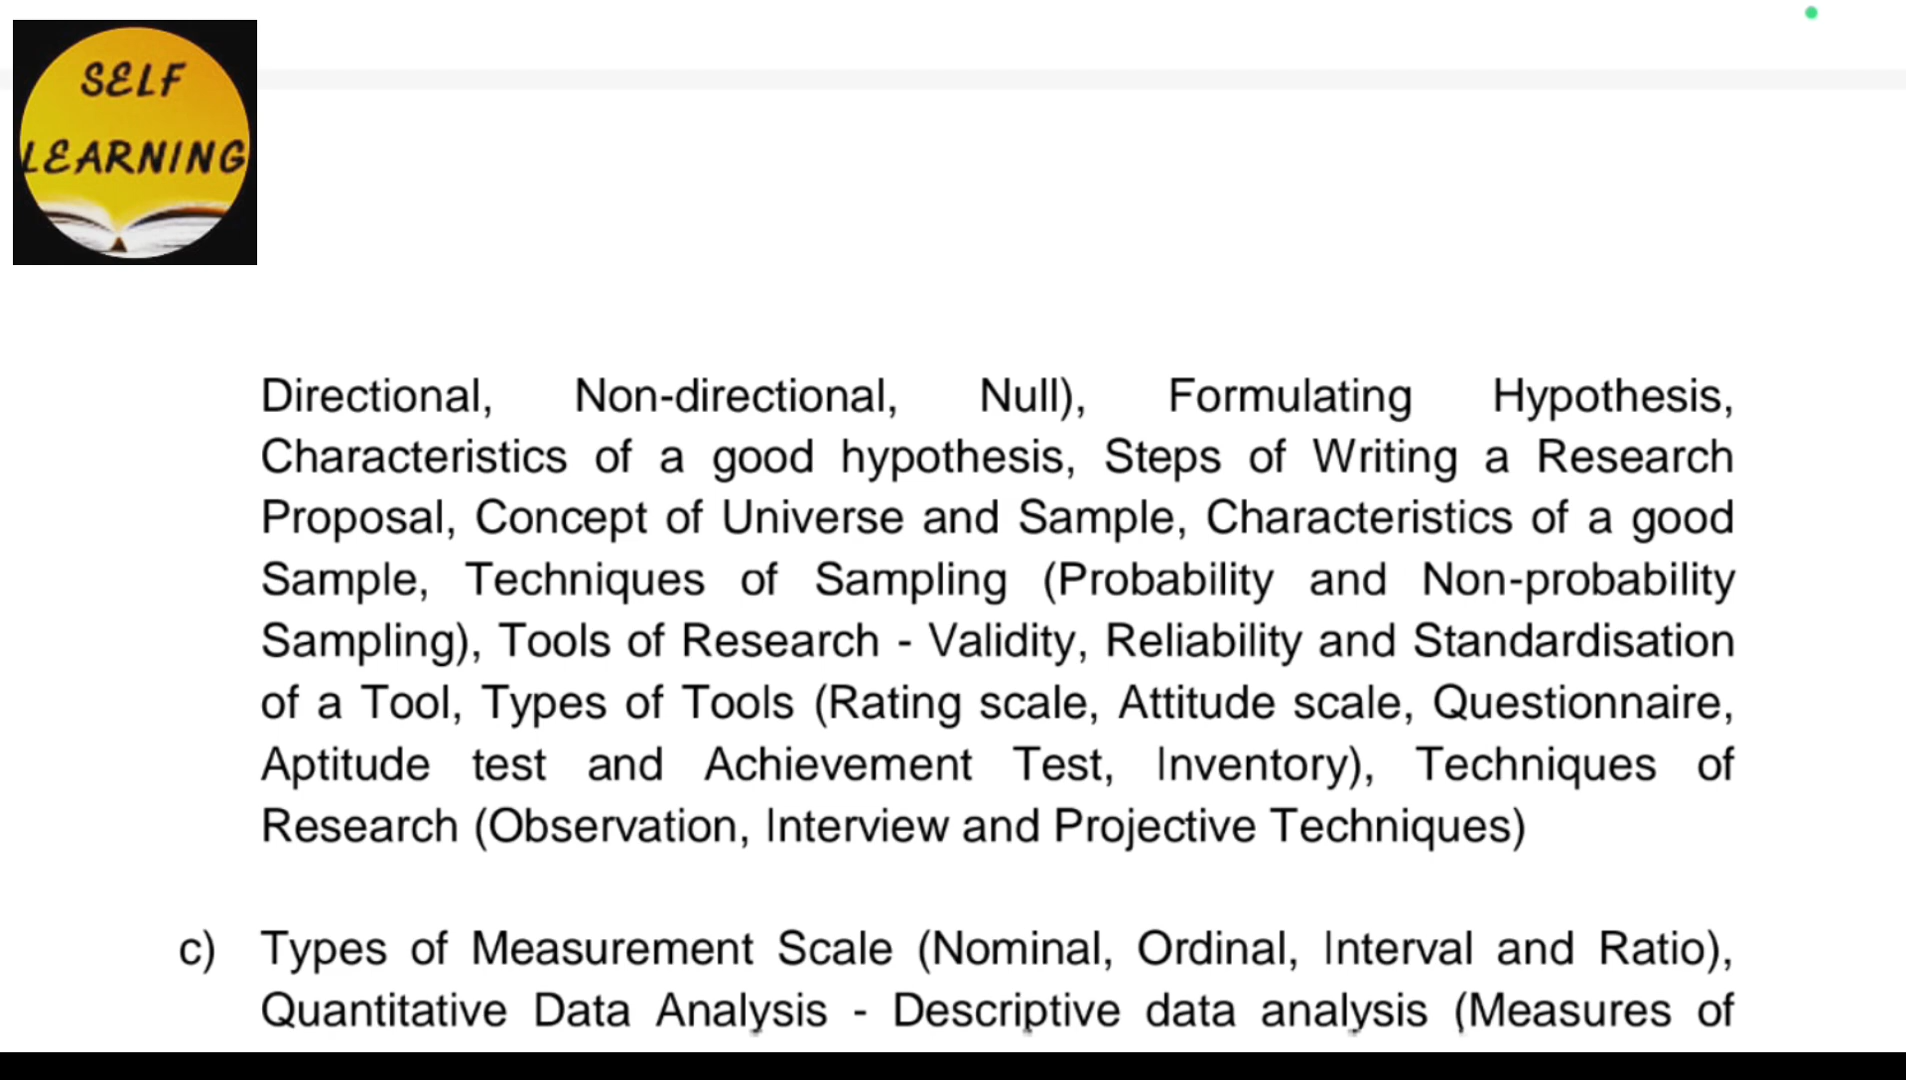 SELF
LEARNING
Directional, Non-directional, Null), Formulating Hypothesis,
Characteristics of a good hypothesis, Steps of Writing a Research
Proposal, Concept of Universe and Sample, Characteristics of a good
Sample, Techniques of Sampling (Probability and Non-probability
Sampling), Tools of Research - Validity, Reliability and Standardisation
of a Tool, Types of Tools (Rating scale, Attitude scale, Questionnaire,
Aptitude test and Achievement Test, Inventory), Techniques of
Research (Observation, Interview and Projective Techniques)
c) Types of Measurement Scale (Nominal, Ordinal, Interval and Ratio),
Quantitative Data Analysis - Descriptive data analysis (Measures of